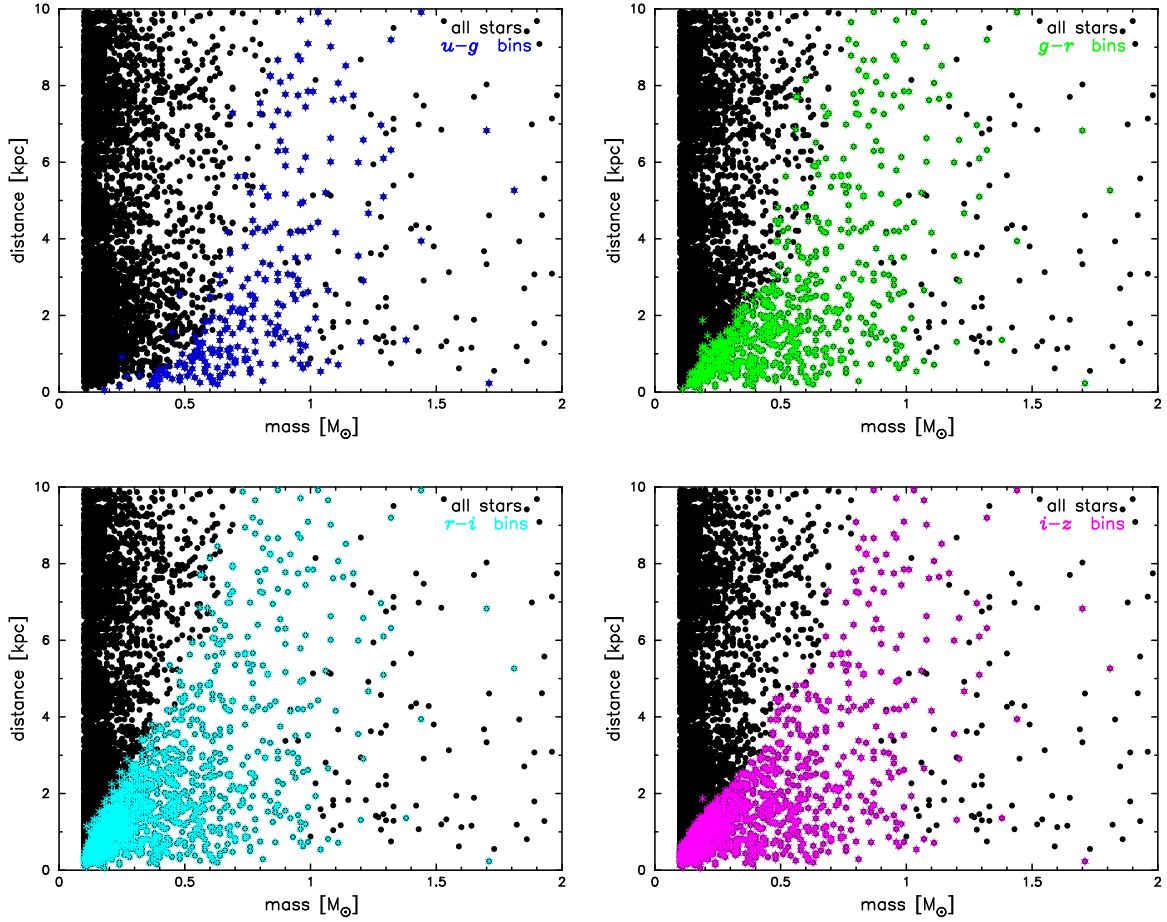 10
8
6
4
2
0
distance [kpc]
all stars
u-g bins
0 0.5 1 1.5 2
mass [M⊙]
10
8
6
4
2
0
distance [kpc]
all stars
g-r bins
0 0.5 1 1.5 2
mass [M⊙]
10
8
6
4
2
0
distance [kpc]
all stars
r-i bins
0 0.5 1 1.5 2
mass [M⊙]
10
8
6
4
2
0
distance [kpc]
all stars
i-z bins
0 0.5 1 1.5 2
mass [M⊙]